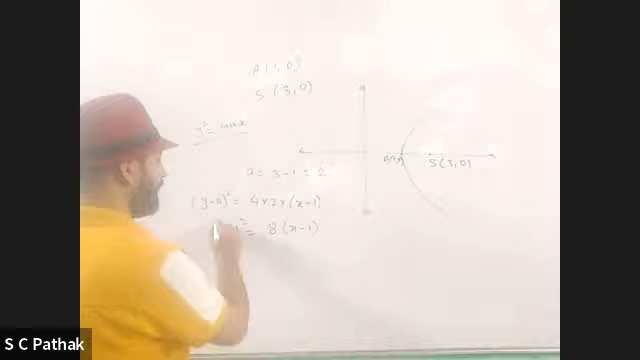 A(1, 0)
S(3, 0)
y² = 4ax
a = 3-1 = 2
(y-0)² = 4×2×(x-1)
y² = 8(x-1)
S(3,0)
S C Pathak